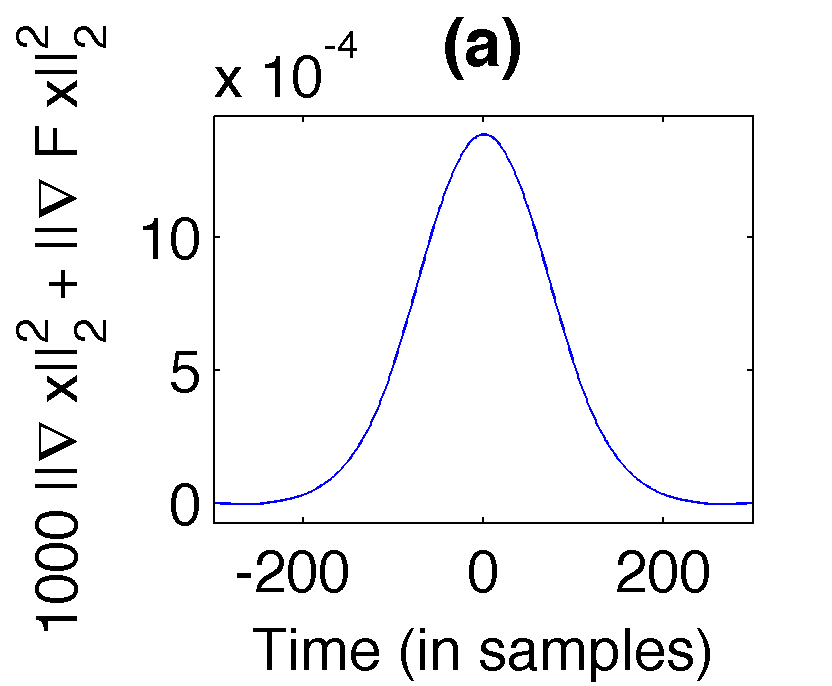 (a)
x 10^-4
1000 ||∇ x||_2^2 + ||∇ F x||_2^2
10
5
0
-200 0 200
Time (in samples)